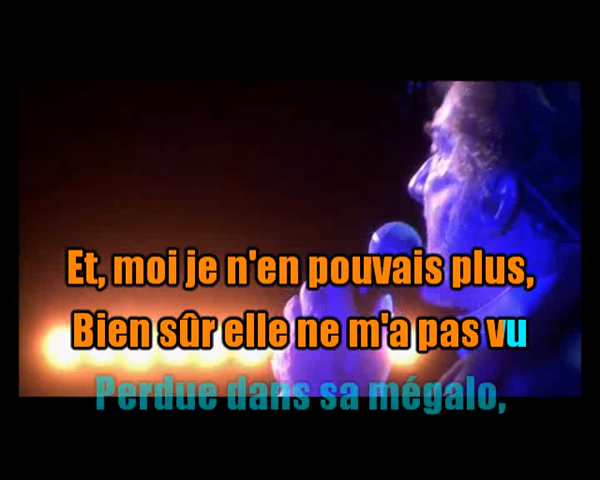 Et, moi je n'en pouvais plus,
Bien sûr elle ne m'a pas vu
Perdue dans sa mégalo,